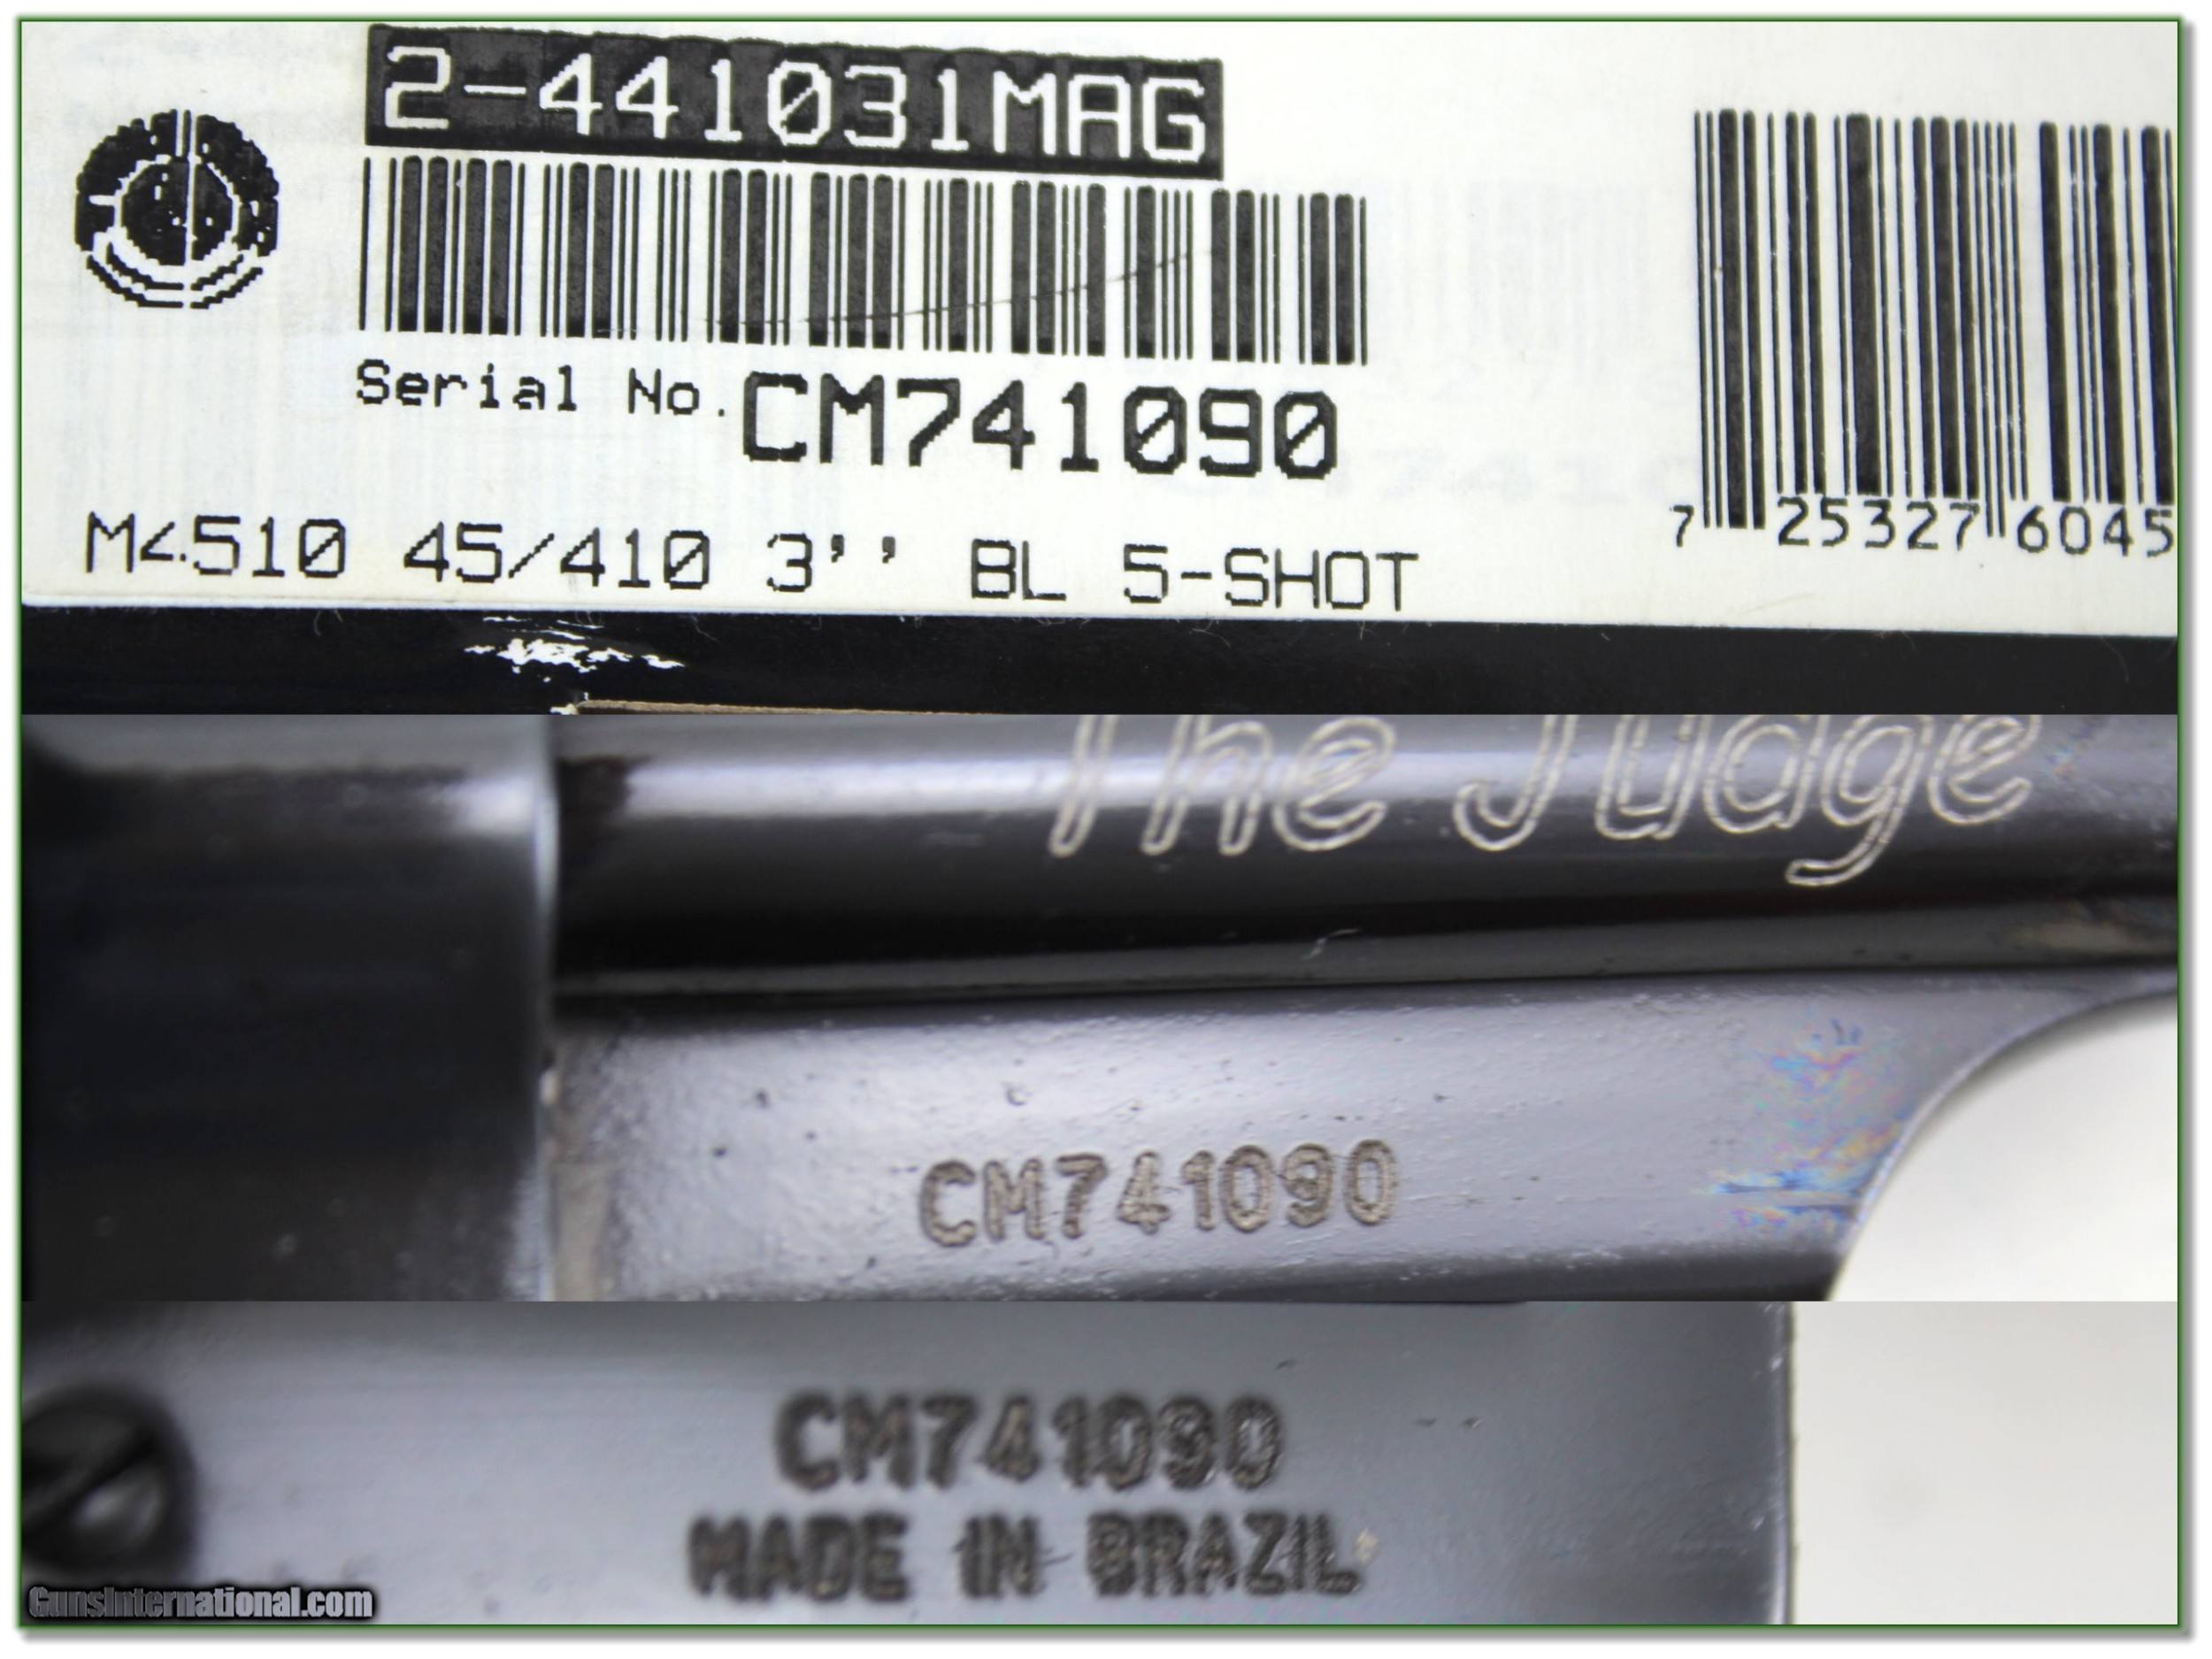 2-441031MAG
Serial No. CM741090
M4510 45/410 3'' BL 5-SHOT
7 25327 6045
The Judge
CM741090
CM741090
MADE IN BRAZIL
GunsInternational.com